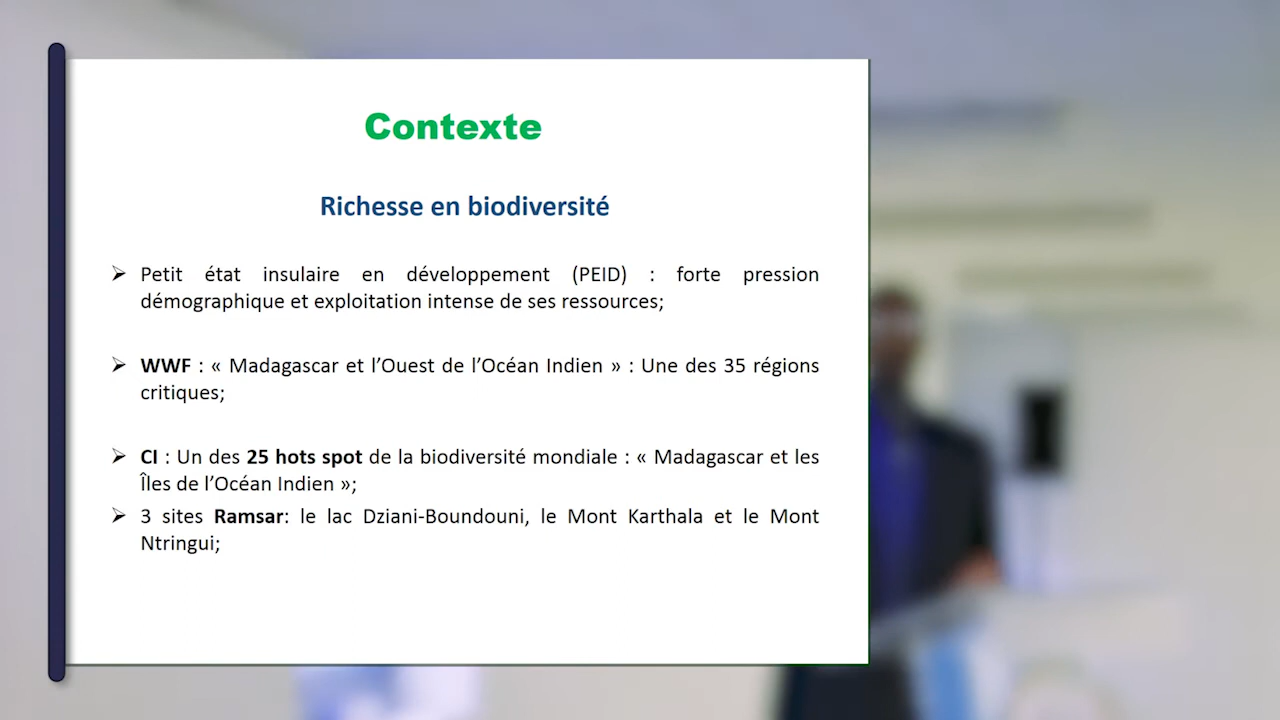 Contexte
Richesse en biodiversité
➢ Petit état insulaire en développement (PEID) : forte pression
démographique et exploitation intense de ses ressources;
➢ WWF : « Madagascar et l’Ouest de l’Océan Indien » : Une des 35 régions
critiques;
➢ CI : Un des 25 hots spot de la biodiversité mondiale : « Madagascar et les
Îles de l’Océan Indien »;
➢ 3 sites Ramsar: le lac Dziani-Boundouni, le Mont Karthala et le Mont
Ntringui;